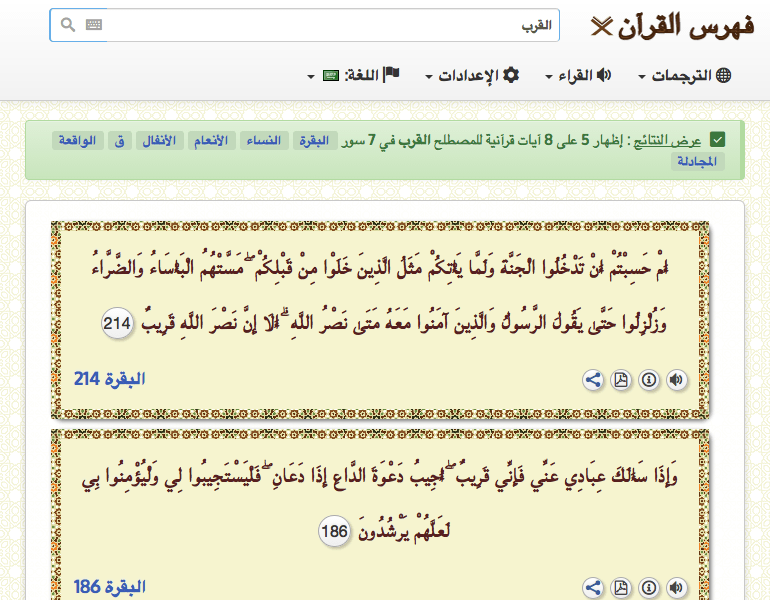 فهرس القرآن
القرب
الترجمات
القراء
الإعدادات
اللغة:
عرض النتائج : إظهار 5 على 8 آيات قرآنية للمصطلح القرب في 7 سور البقرة النساء الأنعام الأنفال ق الواقعة
المجادلة
أَمْ حَسِبْتُمْ أَنْ تَدْخُلُوا الْجَنَّةَ وَلَمَّا يَأْتِكُمْ مَثَلُ الَّذِينَ خَلَوْا مِنْ قَبْلِكُمْ ۖ مَسَّتْهُمُ الْبَأْسَاءُ وَالضَّرَّاءُ
وَزُلْزِلُوا حَتَّىٰ يَقُولَ الرَّسُولُ وَالَّذِينَ آمَنُوا مَعَهُ مَتَىٰ نَصْرُ اللَّهِ ۗ أَلَا إِنَّ نَصْرَ اللَّهِ قَرِيبٌ 214
البقرة 214
وَإِذَا سَأَلَكَ عِبَادِي عَنِّي فَإِنِّي قَرِيبٌ ۖ أُجِيبُ دَعْوَةَ الدَّاعِ إِذَا دَعَانِ ۖ فَلْيَسْتَجِيبُوا لِي وَلْيُؤْمِنُوا بِي
لَعَلَّهُمْ يَرْشُدُونَ 186
البقرة 186